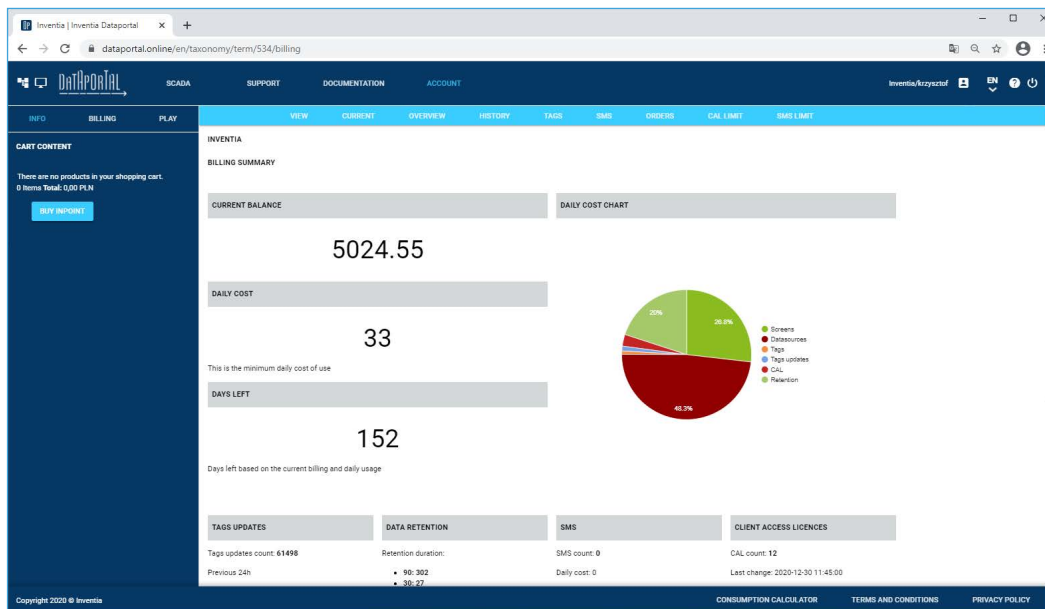 Inventia | Inventia Dataportal
dataportal.online/en/taxonomy/term/534/billing
DATAPORTAL
SCADA
SUPPORT
DOCUMENTATION
ACCOUNT
Inventia/krzysztof
EN
INFO
BILLING
PLAY
VIEW
CURRENT
OVERVIEW
HISTORY
TAGS
SMS
ORDERS
CAL LIMIT
SMS LIMIT
CART CONTENT
There are no products in your shopping cart.
0 Items Total: 0,00 PLN
BUY INPOINT
INVENTIA
BILLING SUMMARY
CURRENT BALANCE
5024.55
DAILY COST
33
This is the minimum daily cost of use
DAYS LEFT
152
Days left based on the current billing and daily usage
DAILY COST CHART
20%
26.8%
48.3%
Screens
Datasources
Tags
Tags updates
CAL
Retention
TAGS UPDATES
Tags updates count: 61498
Previous 24h
DATA RETENTION
Retention duration:
• 90: 302
• 30: 27
SMS
SMS count: 0
Daily cost: 0
CLIENT ACCESS LICENCES
CAL count: 12
Last change: 2020-12-30 11:45:00
Copyright 2020 © Inventia
CONSUMPTION CALCULATOR
TERMS AND CONDITIONS
PRIVACY POLICY